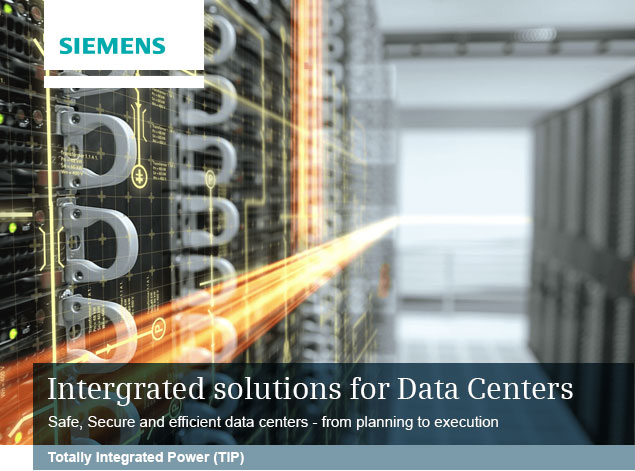 SIEMENS
Intergrated solutions for Data Centers
Safe, Secure and efficient data centers - from planning to execution
Totally Integrated Power (TIP)